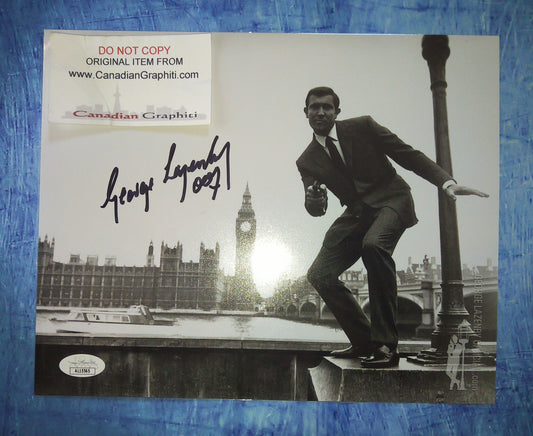 DO NOT COPY
ORIGINAL ITEM FROM
www.CanadianGraphiti.com
Canadian Graphiti
George Lazenby
007